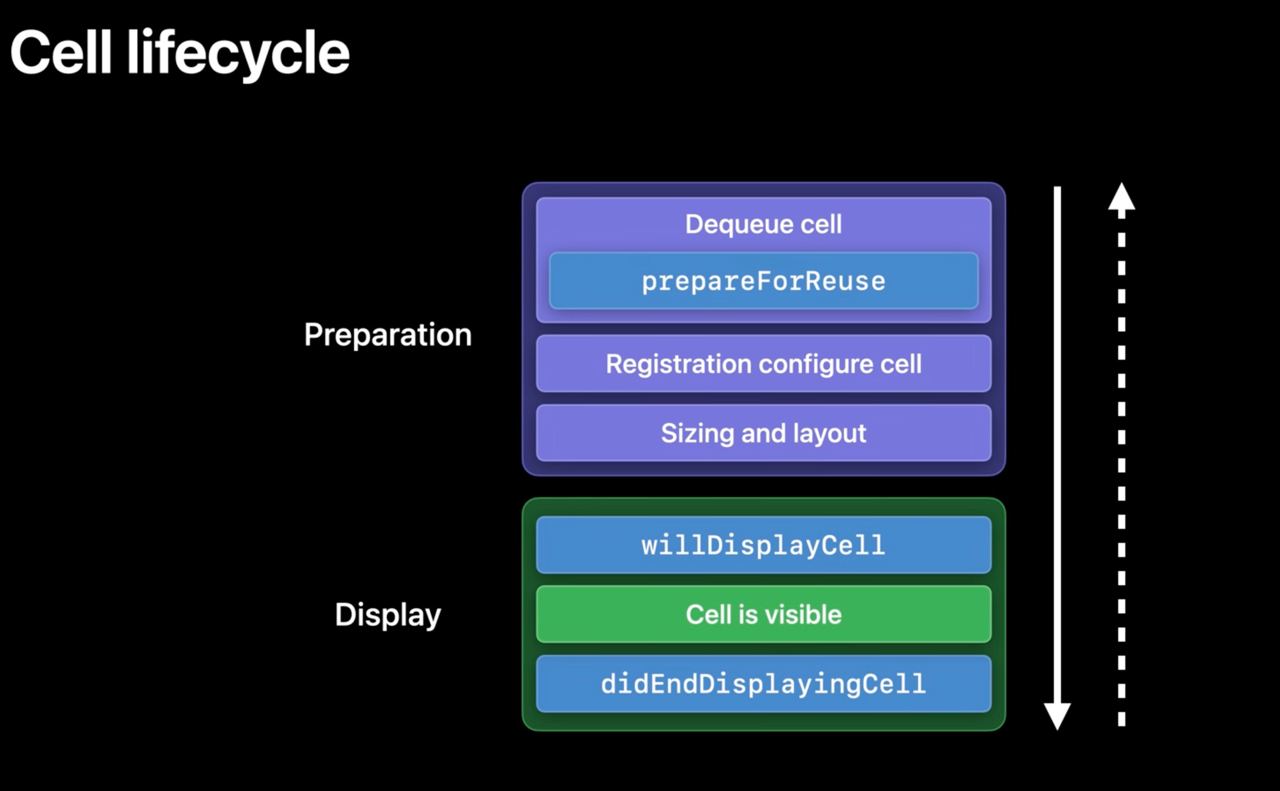 Cell lifecycle
Preparation
Dequeue cell
prepareForReuse
Registration configure cell
Sizing and layout
Display
willDisplayCell
Cell is visible
didEndDisplayingCell